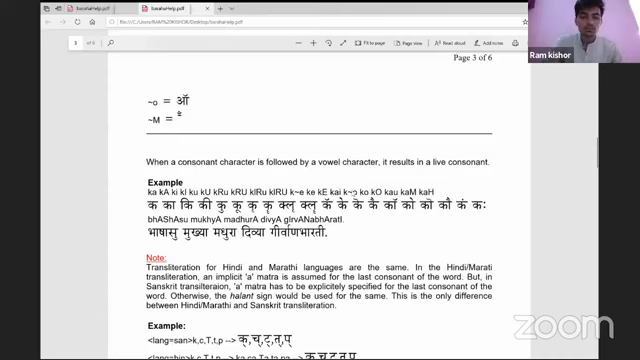 barahaHelp.pdf
barahaHelp.pdf
3 of 6
Fit to page
Page view
Read aloud
Add notes
Ram kishor
Page 3 of 6
~o = ऑ
~M = ँ
When a consonant character is followed by a vowel character, it results in a live consonant.
Example
ka kA ki kI ku kU kRu kRU klRu klRU k~e ke kE kai k~o ko kO kau kaM kaH
क का कि की कु कू कृ कॄ कॢ कॣ कॅ के कॆ कै कॉ को कॊ कौ कं कः
bhAShAsu mukhyA madhurA divyA gIrvANabhAratI.
भाषासु मुख्या मधुरा दिव्या गीर्वाणभारती.
Note:
Transliteration for Hindi and Marathi languages are the same. In the Hindi/Marati
transliteration, an implicit 'a' matra is assumed for the last consonant of the word. But, in
Sanskrit transilteraion, 'a' matra has to be explicitely specified for the last consonant of the
word. Otherwise, the halant sign would be used for the same. This is the only difference
between Hindi/Marathi and Sanskrit transliteration.
Example:
<lang=san>k,c,T,t,p --> क्,च्,ट्,त्,प्
zoom